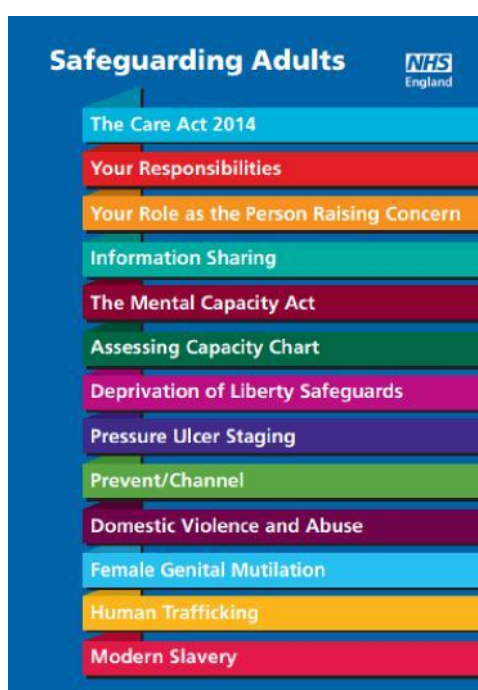 Safeguarding Adults
NHS
England
The Care Act 2014
Your Responsibilities
Your Role as the Person Raising Concern
Information Sharing
The Mental Capacity Act
Assessing Capacity Chart
Deprivation of Liberty Safeguards
Pressure Ulcer Staging
Prevent/Channel
Domestic Violence and Abuse
Female Genital Mutilation
Human Trafficking
Modern Slavery